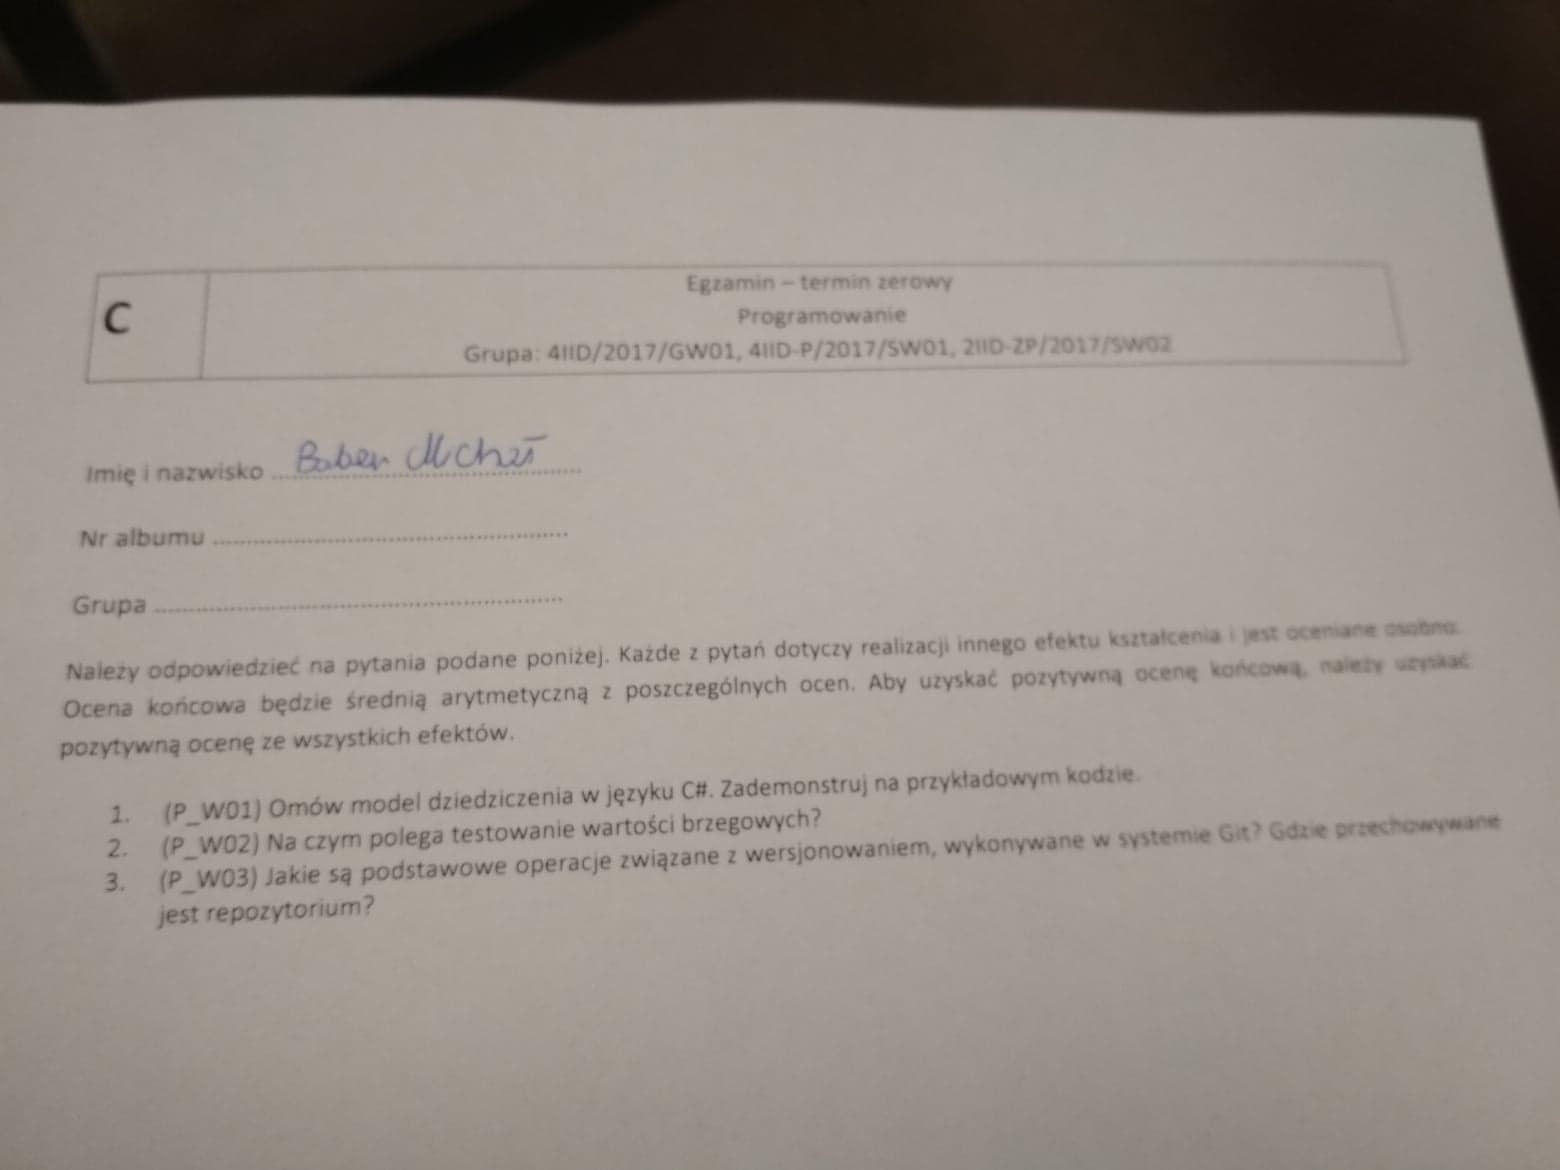 C
Egzamin – termin zerowy
Programowanie
Grupa: 4IID/2017/GW01, 4IID-P/2017/SW01, 2IID-ZP/2017/SW02
Imię i nazwisko Michał
Nr albumu
Grupa
Należy odpowiedzieć na pytania podane poniżej. Każde z pytań dotyczy realizacji innego efektu kształcenia i jest oceniane osobno.
Ocena końcowa będzie średnią arytmetyczną z poszczególnych ocen. Aby uzyskać pozytywną ocenę końcową, należy uzyskać
pozytywną ocenę ze wszystkich efektów.
1. (P_W01) Omów model dziedziczenia w języku C#. Zademonstruj na przykładowym kodzie.
2. (P_W02) Na czym polega testowanie wartości brzegowych?
3. (P_W03) Jakie są podstawowe operacje związane z wersjonowaniem, wykonywane w systemie Git? Gdzie przechowywane
jest repozytorium?